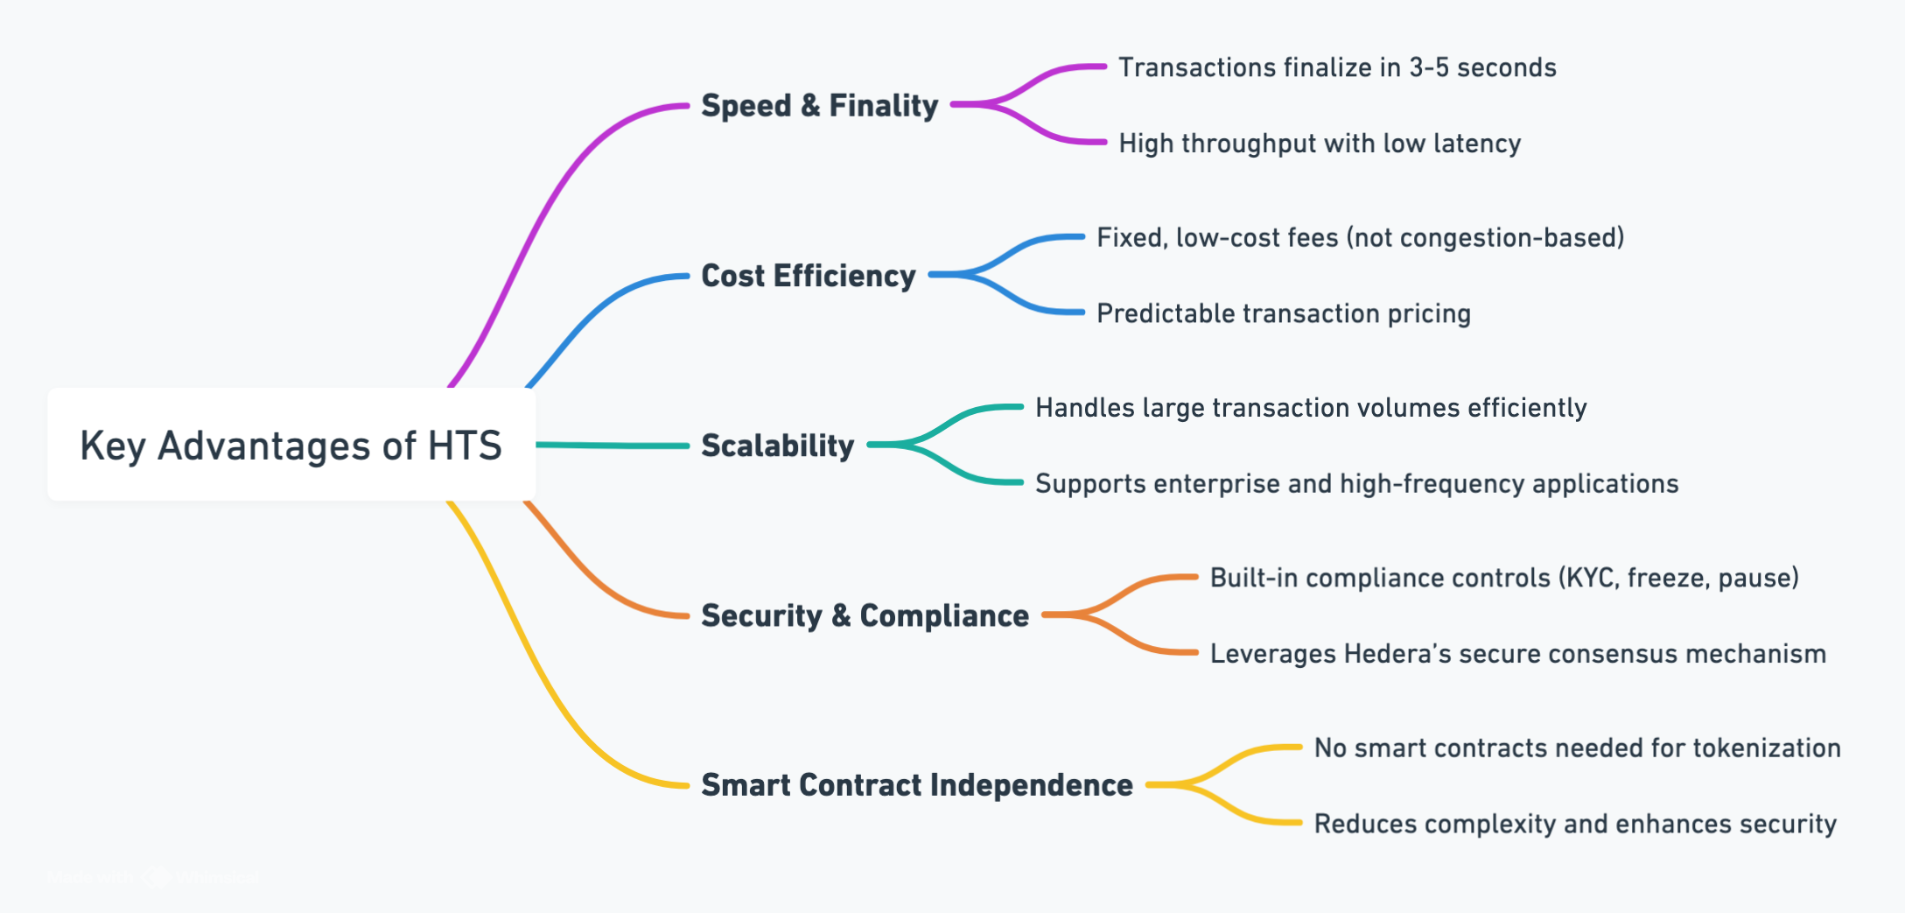 Key Advantages of HTS
Speed & Finality
Transactions finalize in 3-5 seconds
High throughput with low latency
Cost Efficiency
Fixed, low-cost fees (not congestion-based)
Predictable transaction pricing
Scalability
Handles large transaction volumes efficiently
Supports enterprise and high-frequency applications
Security & Compliance
Built-in compliance controls (KYC, freeze, pause)
Leverages Hedera’s secure consensus mechanism
Smart Contract Independence
No smart contracts needed for tokenization
Reduces complexity and enhances security